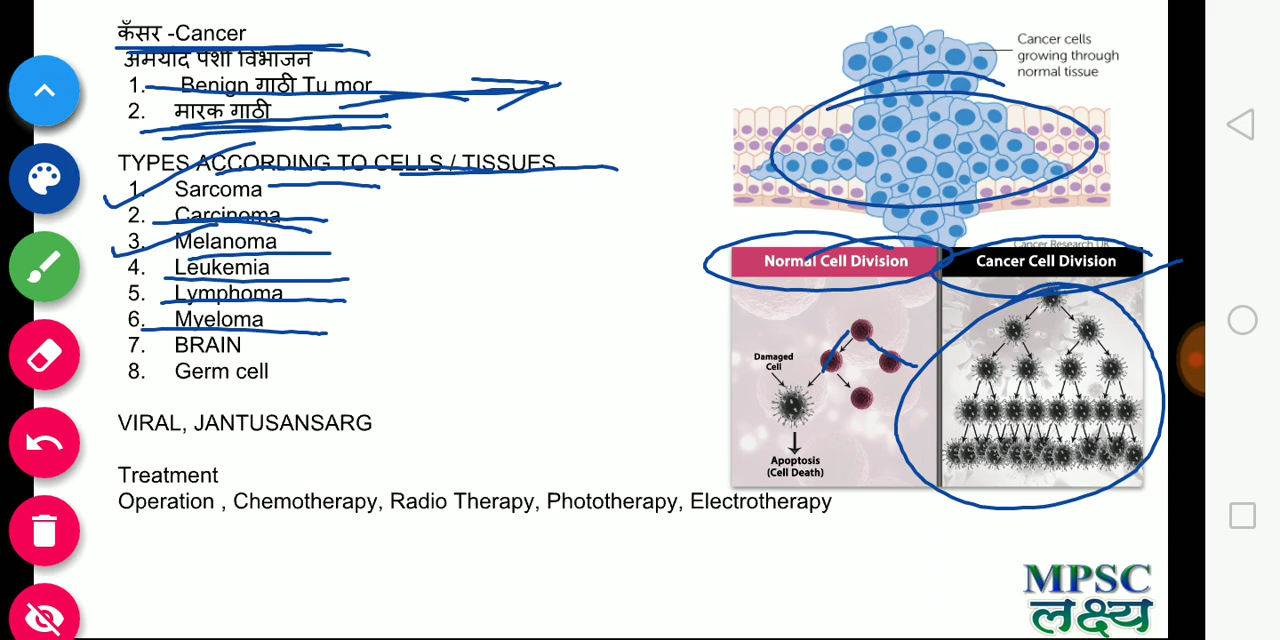 कॅंसर -Cancer
अमर्याद पेशी विभाजन
1. Benign गाठी Tu mor
2. मारक गाठी
TYPES ACCORDING TO CELLS / TISSUES
1. Sarcoma
2. Carcinoma
3. Melanoma
4. Leukemia
5. Lymphoma
6. Myeloma
7. BRAIN
8. Germ cell
VIRAL, JANTUSANSARG
Treatment
Operation , Chemotherapy, Radio Therapy, Phototherapy, Electrotherapy
Cancer cells
growing through
normal tissue
Cancer Research UK
Normal Cell Division
Cancer Cell Division
Damaged
Cell
Apoptosis
(Cell Death)
MPSC
लक्ष्य